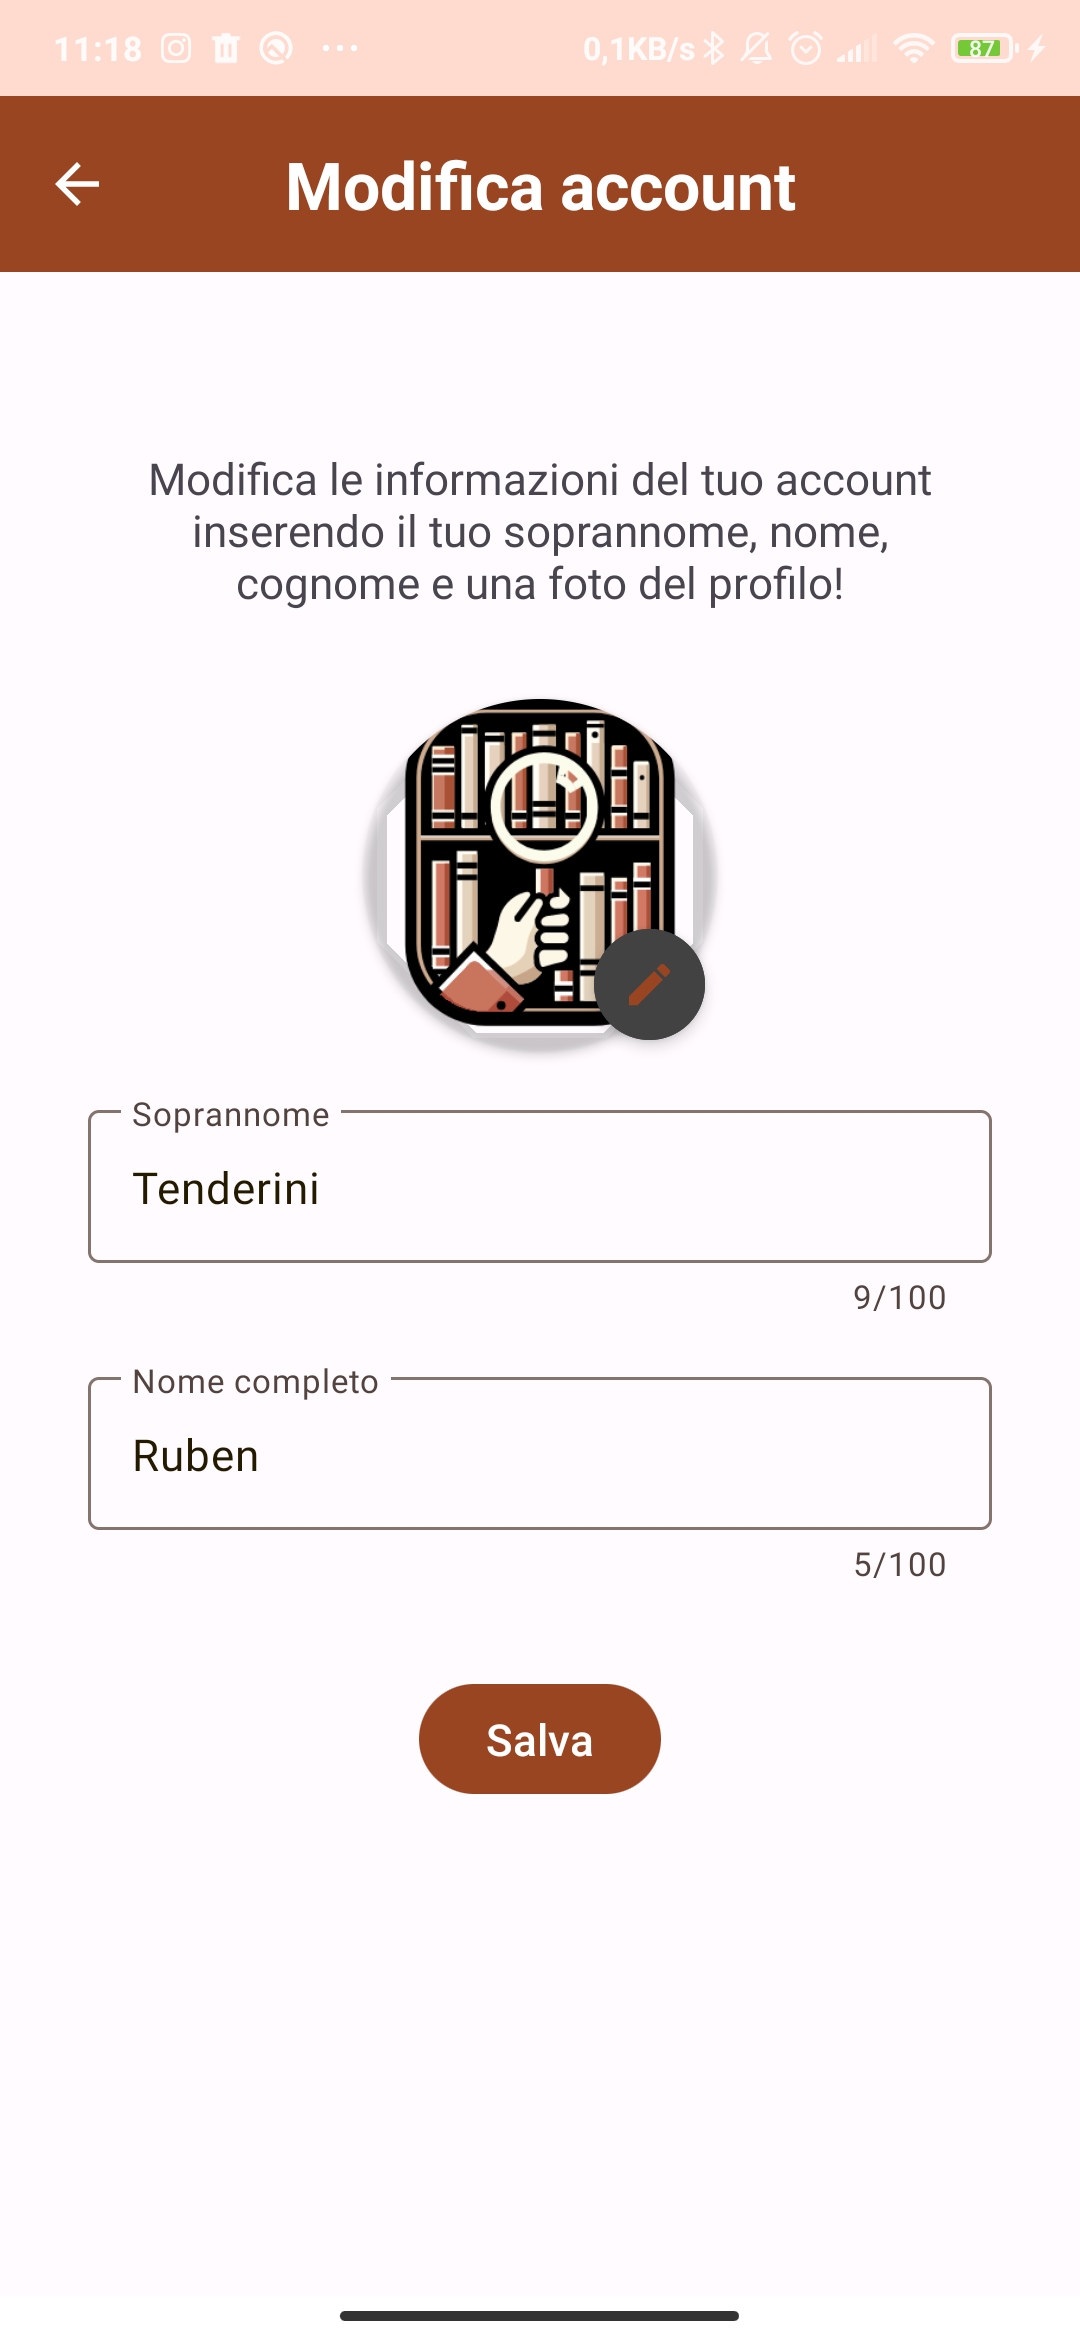 11:18 ... 0,1KB/s 87
Modifica account
Modifica le informazioni del tuo account
inserendo il tuo soprannome, nome,
cognome e una foto del profilo!
Soprannome
Tenderini
9/100
Nome completo
Ruben
5/100
Salva